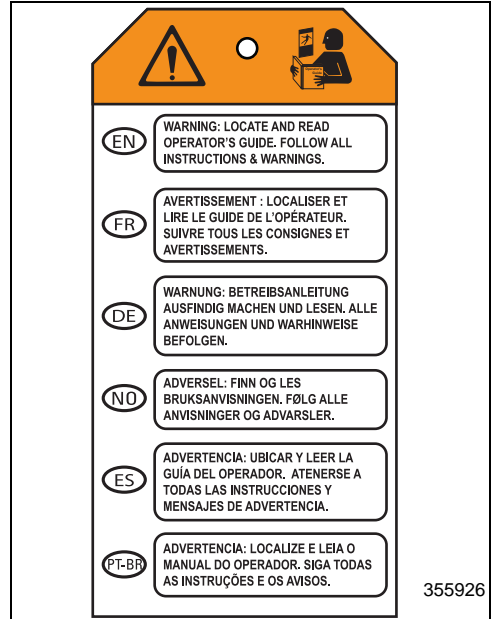 Operator's
Guide
EN
WARNING: LOCATE AND READ
OPERATOR'S GUIDE. FOLLOW ALL
INSTRUCTIONS & WARNINGS.
FR
AVERTISSEMENT : LOCALISER ET
LIRE LE GUIDE DE L'OPÉRATEUR.
SUIVRE TOUS LES CONSIGNES ET
AVERTISSEMENTS.
DE
WARNUNG: BETREIBSANLEITUNG
AUSFINDIG MACHEN UND LESEN. ALLE
ANWEISUNGEN UND WARHINWEISE
BEFOLGEN.
NO
ADVERSEL: FINN OG LES
BRUKSANVISNINGEN. FØLG ALLE
ANVISNINGER OG ADVARSLER.
ES
ADVERTENCIA: UBICAR Y LEER LA
GUÍA DEL OPERADOR. ATENERSE A
TODAS LAS INSTRUCCIONES Y
MENSAJES DE ADVERTENCIA.
PT-BR
ADVERTENCIA: LOCALIZE E LEIA O
MANUAL DO OPERADOR. SIGA TODAS
AS INSTRUÇÕES E OS AVISOS.
355926